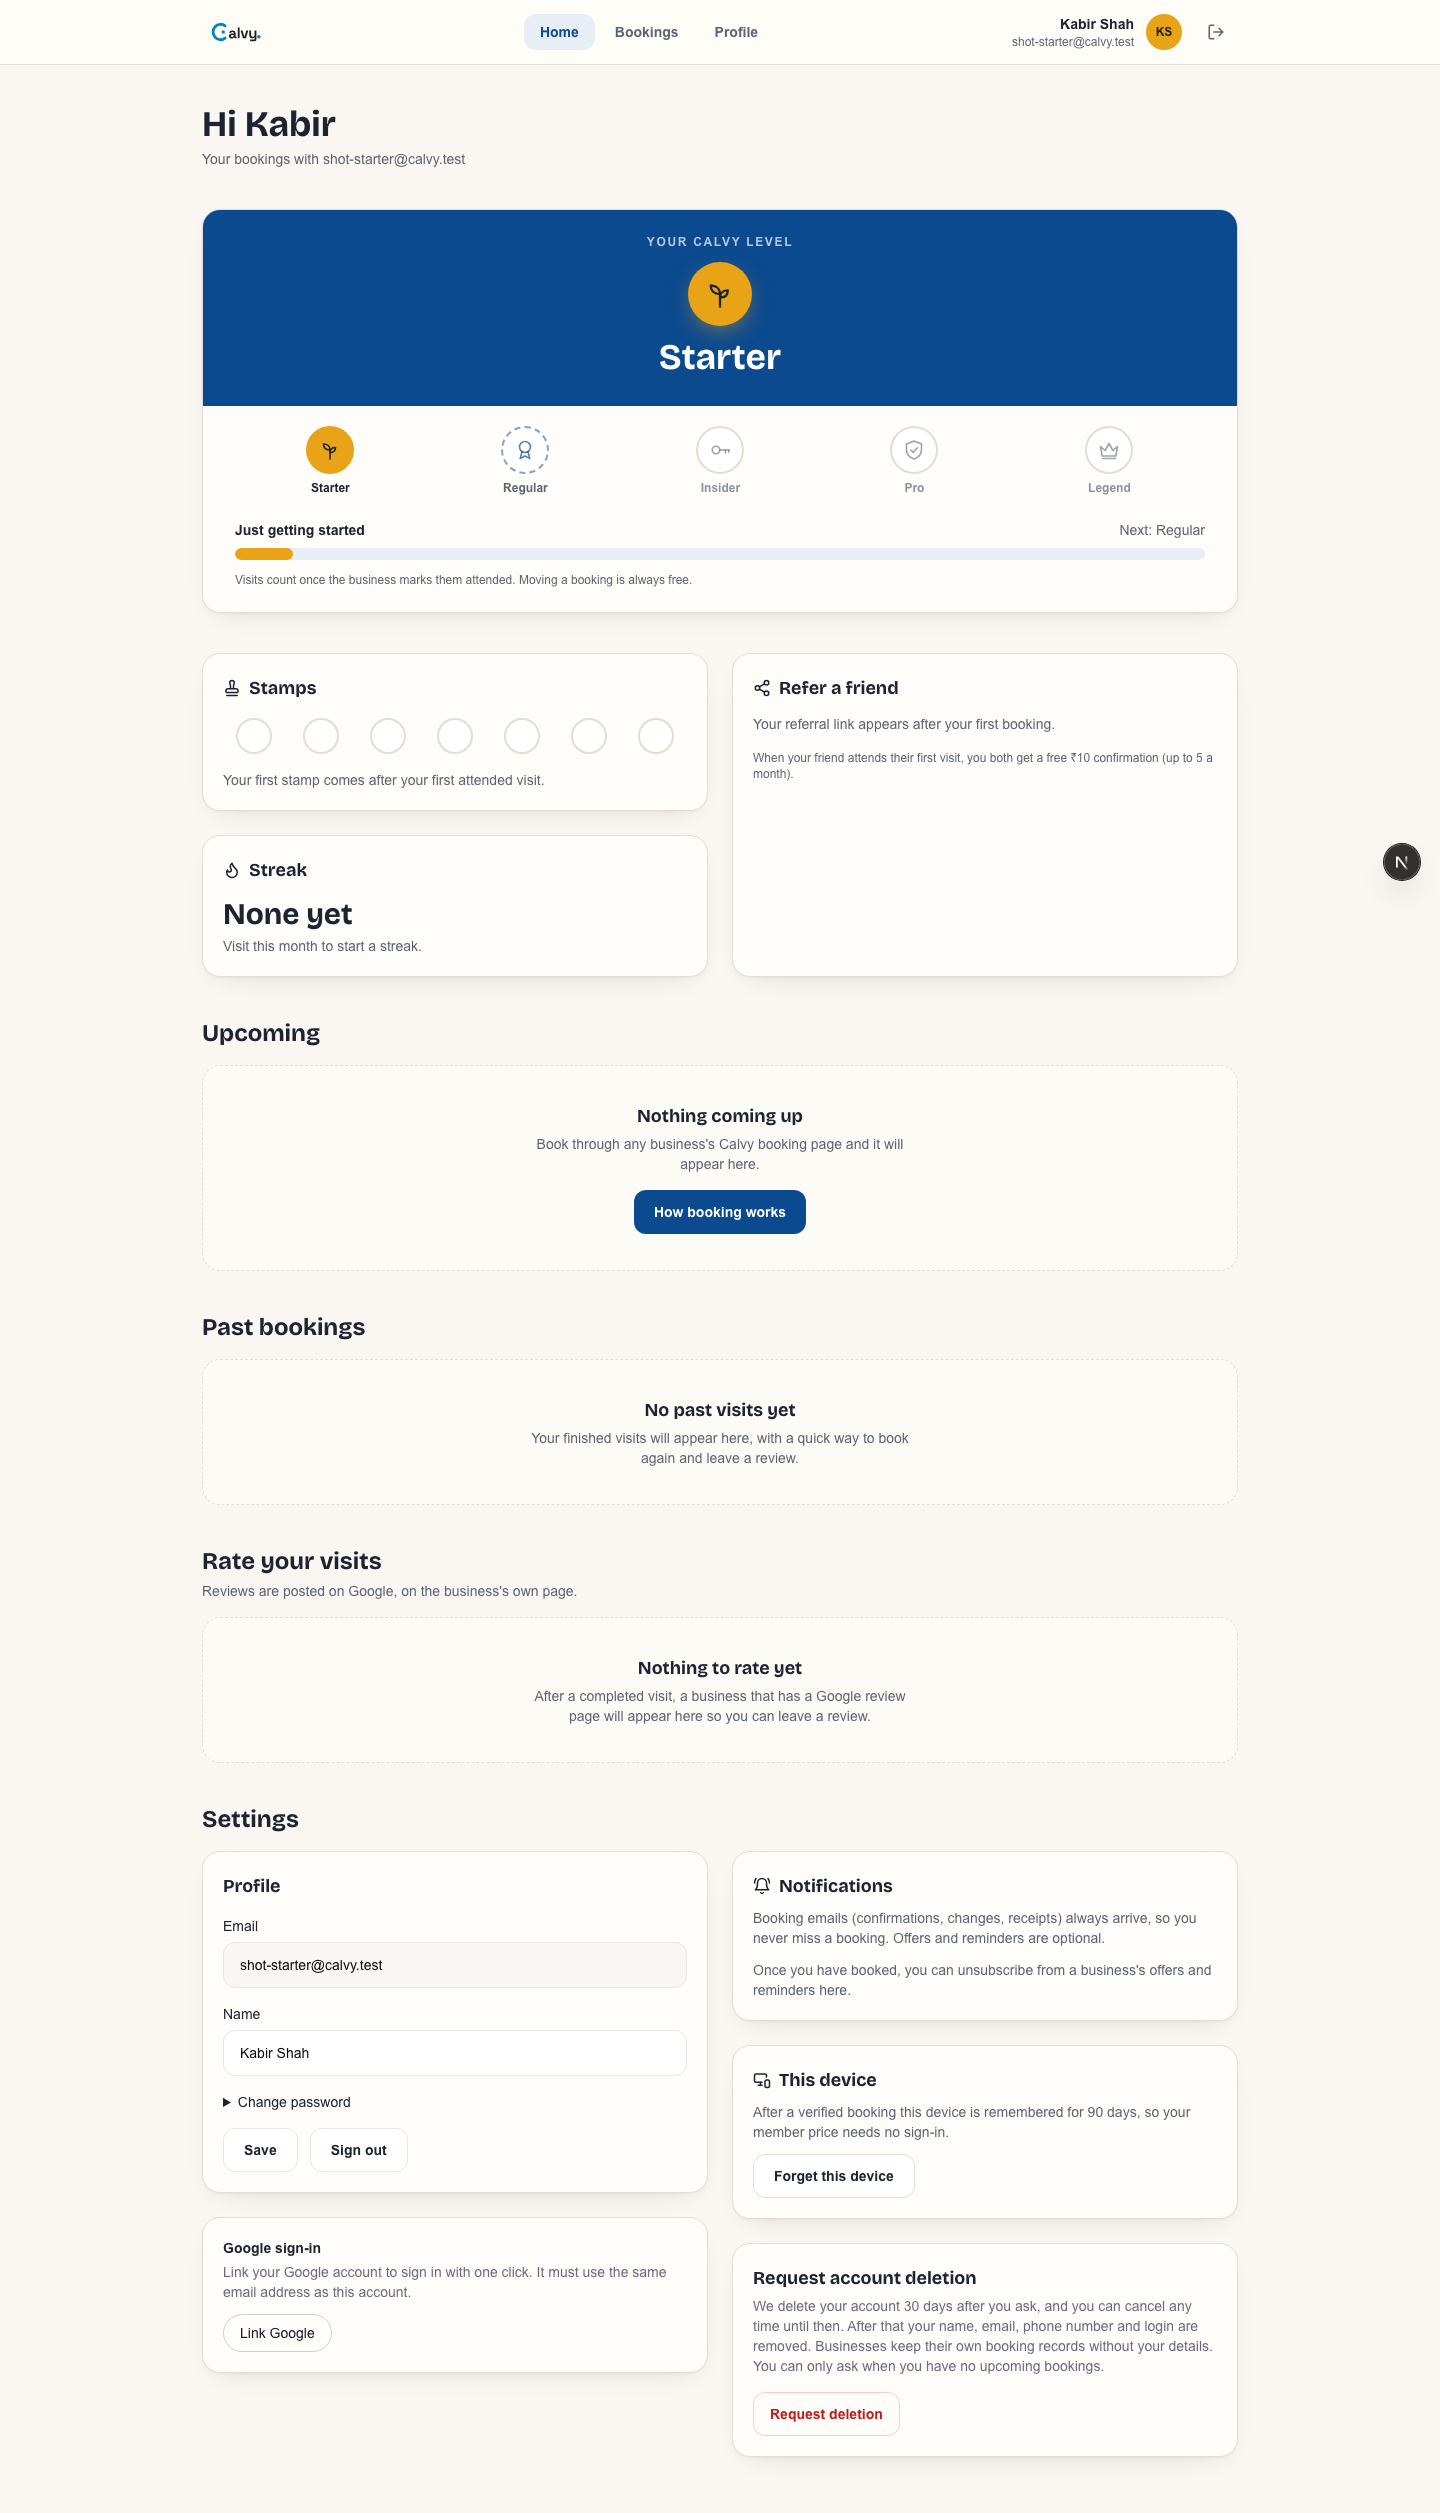 Calvy.
Home
Bookings
Profile
Kabir Shah
shot-starter@calvy.test
KS
Hi Kabir
Your bookings with shot-starter@calvy.test
YOUR CALVY LEVEL
Starter
Starter
Regular
Insider
Pro
Legend
Just getting started
Next: Regular
Visits count once the business marks them attended. Moving a booking is always free.
Stamps
Your first stamp comes after your first attended visit.
Refer a friend
Your referral link appears after your first booking.
When your friend attends their first visit, you both get a free ₹10 confirmation (up to 5 a
month).
Streak
None yet
Visit this month to start a streak.
N
Upcoming
Nothing coming up
Book through any business's Calvy booking page and it will
appear here.
How booking works
Past bookings
No past visits yet
Your finished visits will appear here, with a quick way to book
again and leave a review.
Rate your visits
Reviews are posted on Google, on the business's own page.
Nothing to rate yet
After a completed visit, a business that has a Google review
page will appear here so you can leave a review.
Settings
Profile
Email
shot-starter@calvy.test
Name
Kabir Shah
Change password
Save
Sign out
Google sign-in
Link your Google account to sign in with one click. It must use the same
email address as this account.
Link Google
Notifications
Booking emails (confirmations, changes, receipts) always arrive, so you
never miss a booking. Offers and reminders are optional.
Once you have booked, you can unsubscribe from a business's offers and
reminders here.
This device
After a verified booking this device is remembered for 90 days, so your
member price needs no sign-in.
Forget this device
Request account deletion
We delete your account 30 days after you ask, and you can cancel any
time until then. After that your name, email, phone number and login are
removed. Businesses keep their own booking records without your details.
You can only ask when you have no upcoming bookings.
Request deletion